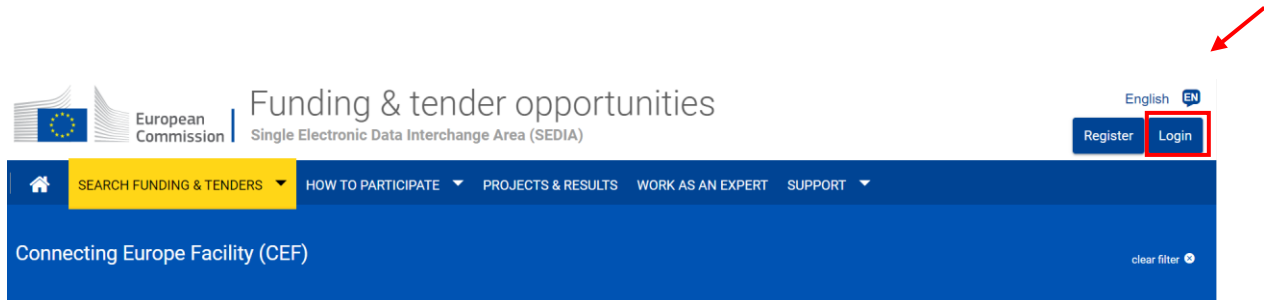 European
Commission
Funding & tender opportunities
Single Electronic Data Interchange Area (SEDIA)
English EN
Register Login
SEARCH FUNDING & TENDERS HOW TO PARTICIPATE PROJECTS & RESULTS WORK AS AN EXPERT SUPPORT
Connecting Europe Facility (CEF)
clear filter